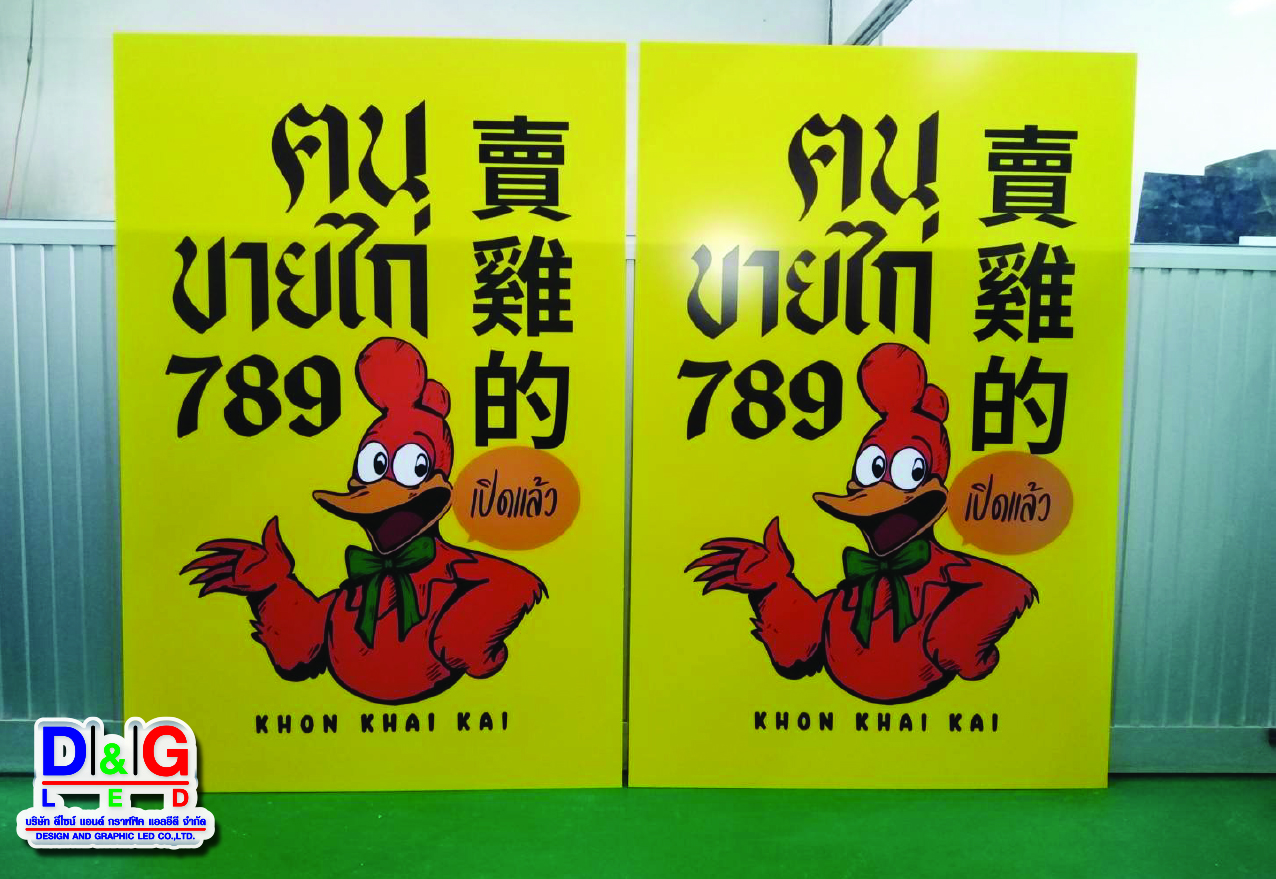 ฅน
ขายไก่
789
賣雞的
เปิดแล้ว
KHON KHAI KAI
ฅน
ขายไก่
789
賣雞的
เปิดแล้ว
KHON KHAI KAI
D&G
LED
บริษัท ดีไซน์ แอนด์ กราฟฟิค แอลอีดี จำกัด
DESIGN AND GRAPHIC LED CO.,LTD.